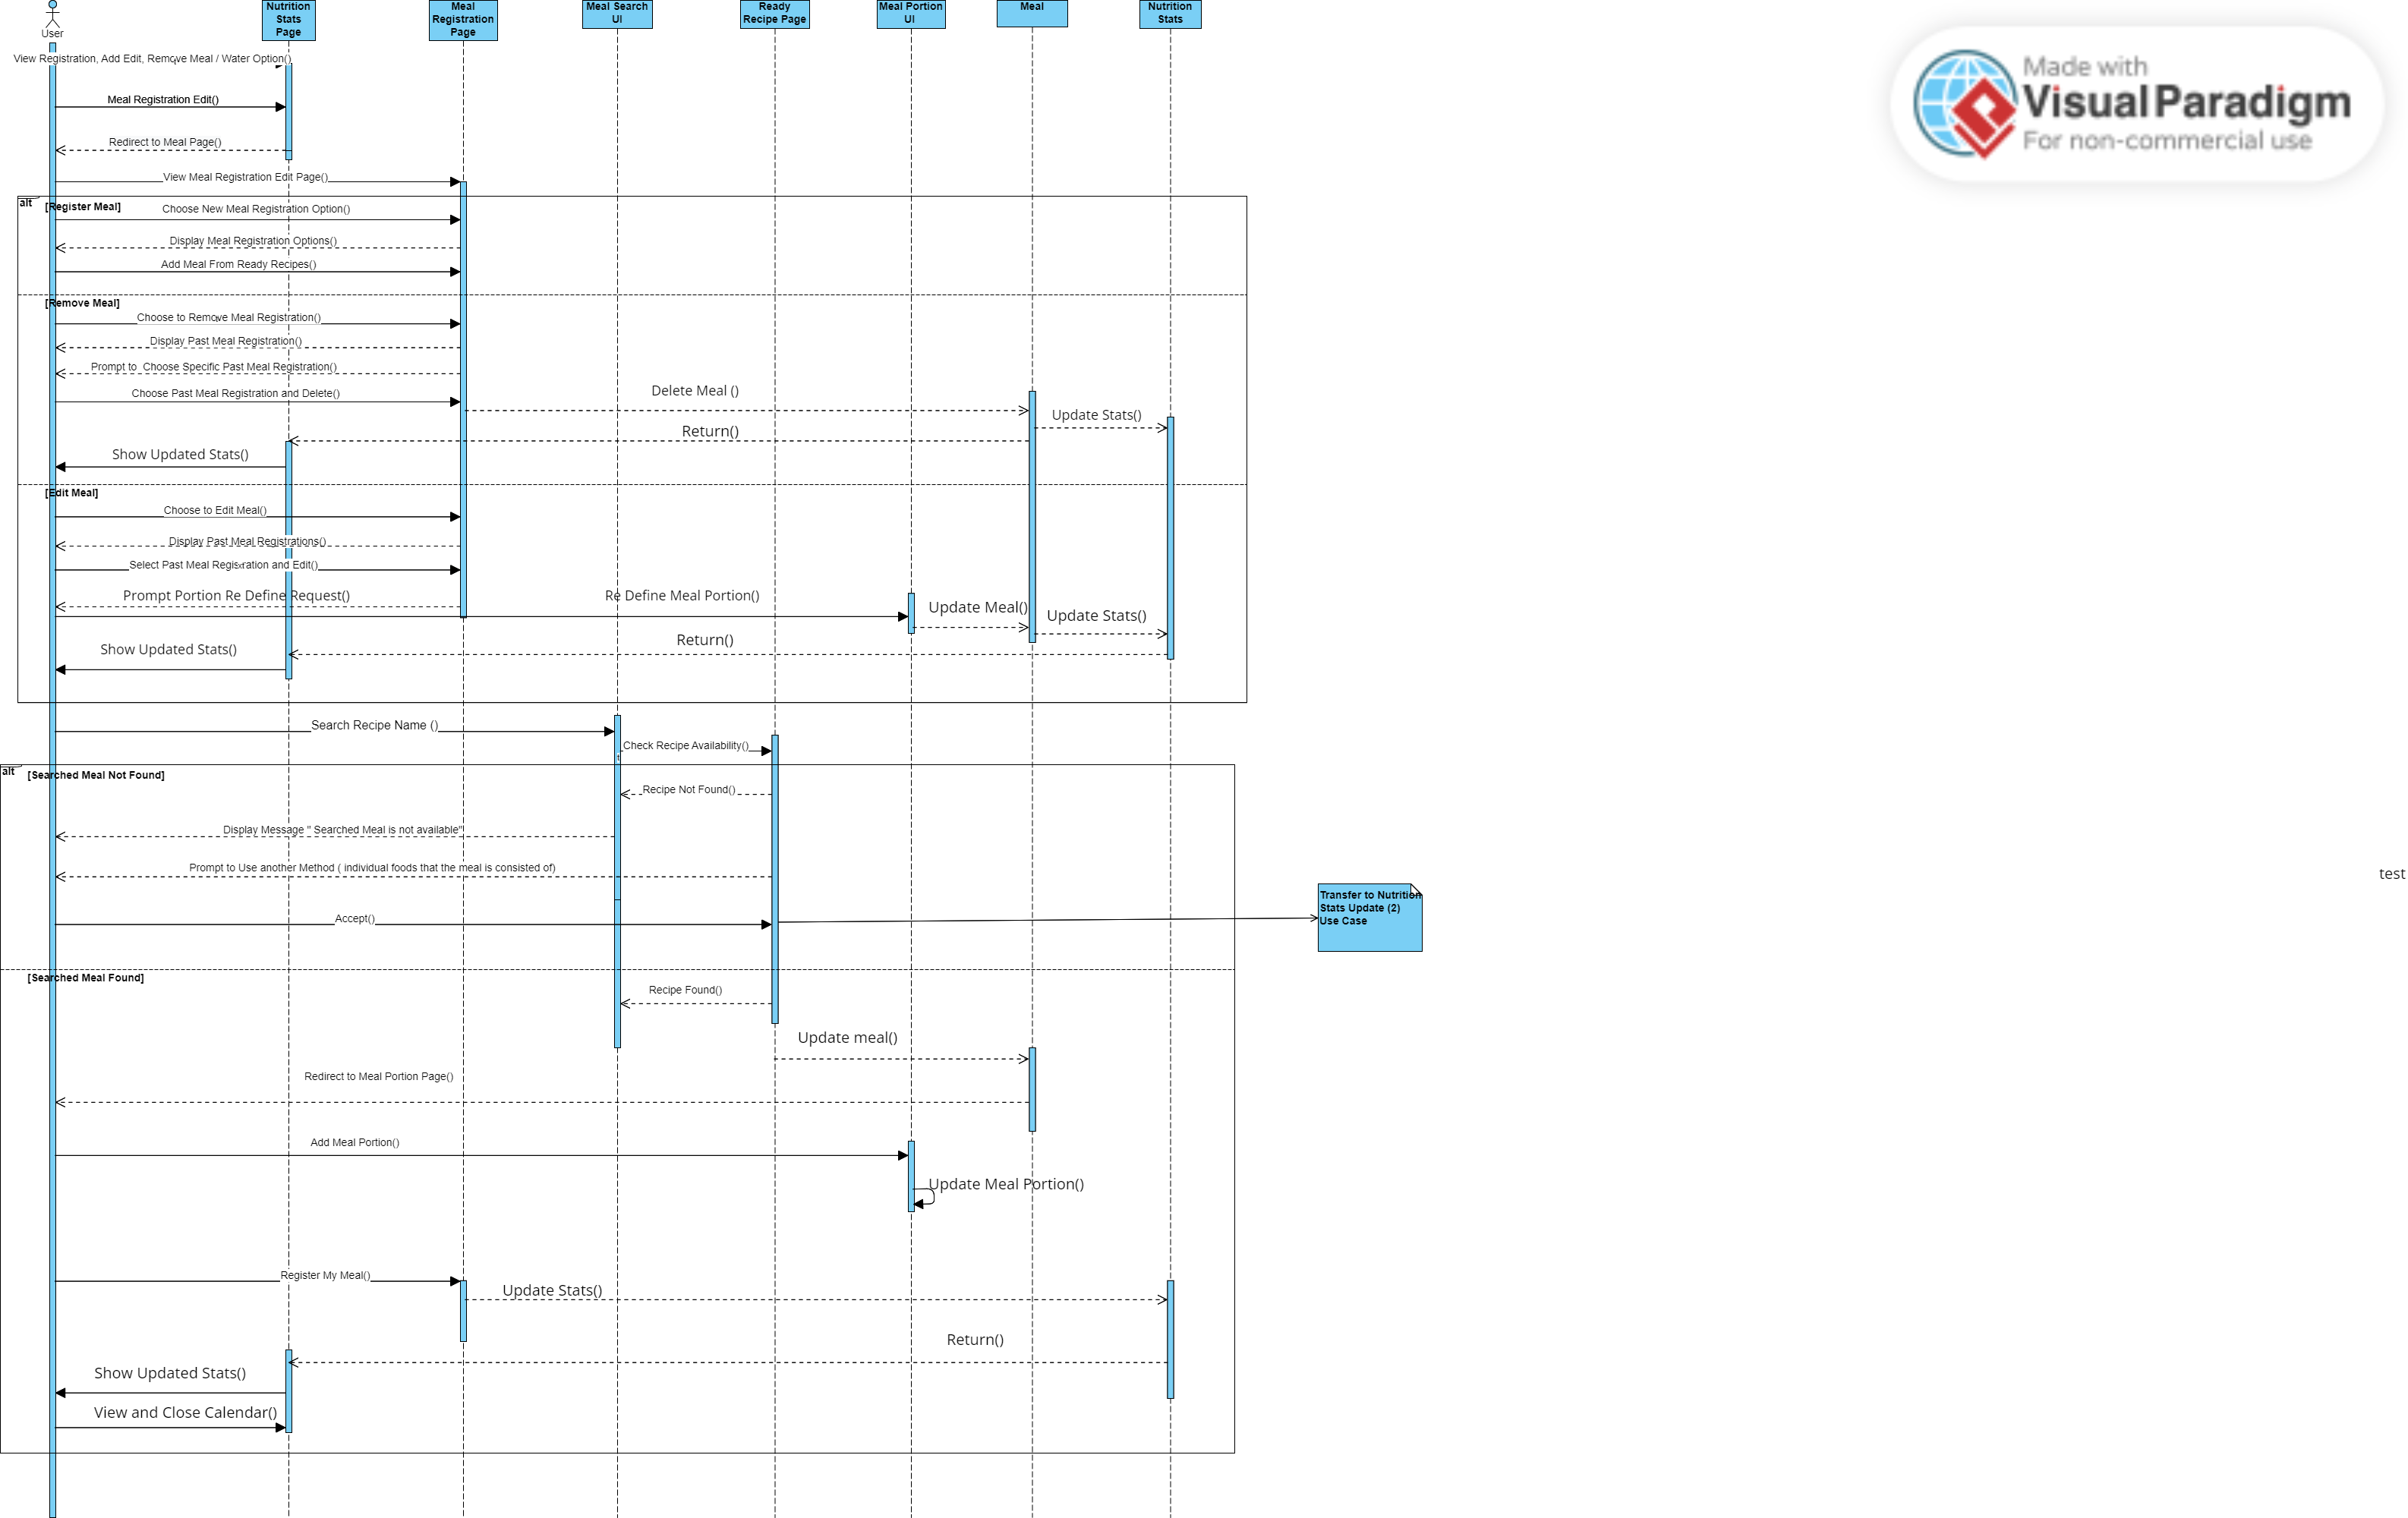 User
Nutrition
Stats
Page
Meal
Registration
Page
Meal Search
UI
Ready
Recipe Page
Meal Portion
UI
Meal
Nutrition
Stats
Made with
Visual Paradigm
For non-commercial use
View Registration, Add Edit, Remove Meal / Water Option()
Meal Registration Edit()
Redirect to Meal Page()
View Meal Registration Edit Page()
alt
[Register Meal]
Choose New Meal Registration Option()
Display Meal Registration Options()
Add Meal From Ready Recipes()
[Remove Meal]
Choose to Remove Meal Registration()
Display Past Meal Registration()
Prompt to  Choose Specific Past Meal Registration()
Choose Past Meal Registration and Delete()
Delete Meal ()
Update Stats()
Return()
Show Updated Stats()
[Edit Meal]
Choose to Edit Meal()
Display Past Meal Registrations()
Select Past Meal Registration and Edit()
Prompt Portion Re Define Request()
Re Define Meal Portion()
Update Meal()
Update Stats()
Return()
Show Updated Stats()
Search Recipe Name ()
Check Recipe Availability()
alt
[Searched Meal Not Found]
Recipe Not Found()
Display Message " Searched Meal is not available"
Prompt to Use another Method ( individual foods that the meal is consisted of)
test
Transfer to Nutrition
Stats Update (2)
Use Case
Accept()
[Searched Meal Found]
Recipe Found()
Update meal()
Redirect to Meal Portion Page()
Add Meal Portion()
Update Meal Portion()
Register My Meal()
Update Stats()
Return()
Show Updated Stats()
View and Close Calendar()